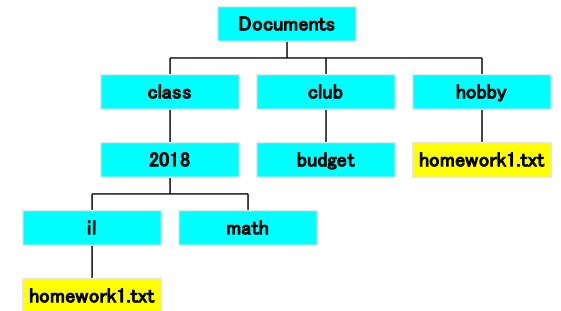 Documents
class
club
hobby
2018
budget
homework1.txt
il
math
homework1.txt